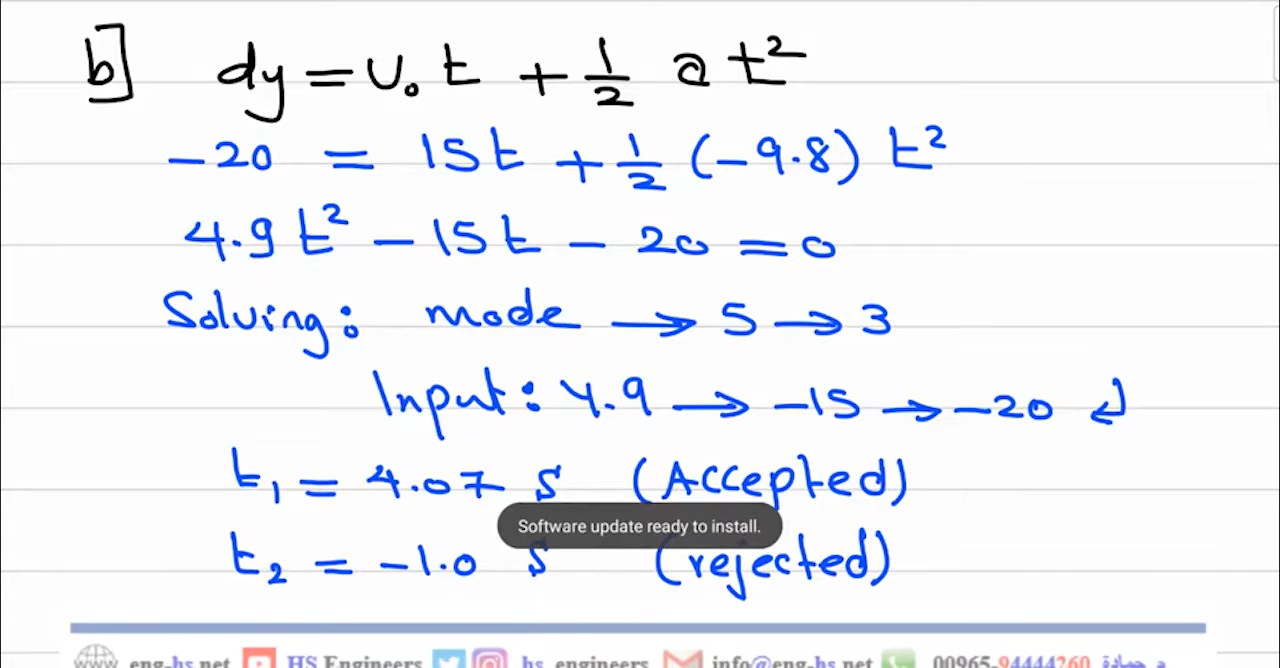 b] dy = U₀ t + 1/2 a t²
-20 = 15t + 1/2 (-9.8) t²
4.9 t² - 15t - 20 = 0
Solving: mode → 5 → 3
Input: 4.9 → -15 → -20 ↲
t₁ = 4.07 s (Accepted)
Software update ready to install.
t₂ = -1.0 s (rejected)
www eng-hs.net HS Engineers hs_engineers info@eng-hs.net 00965-94444260